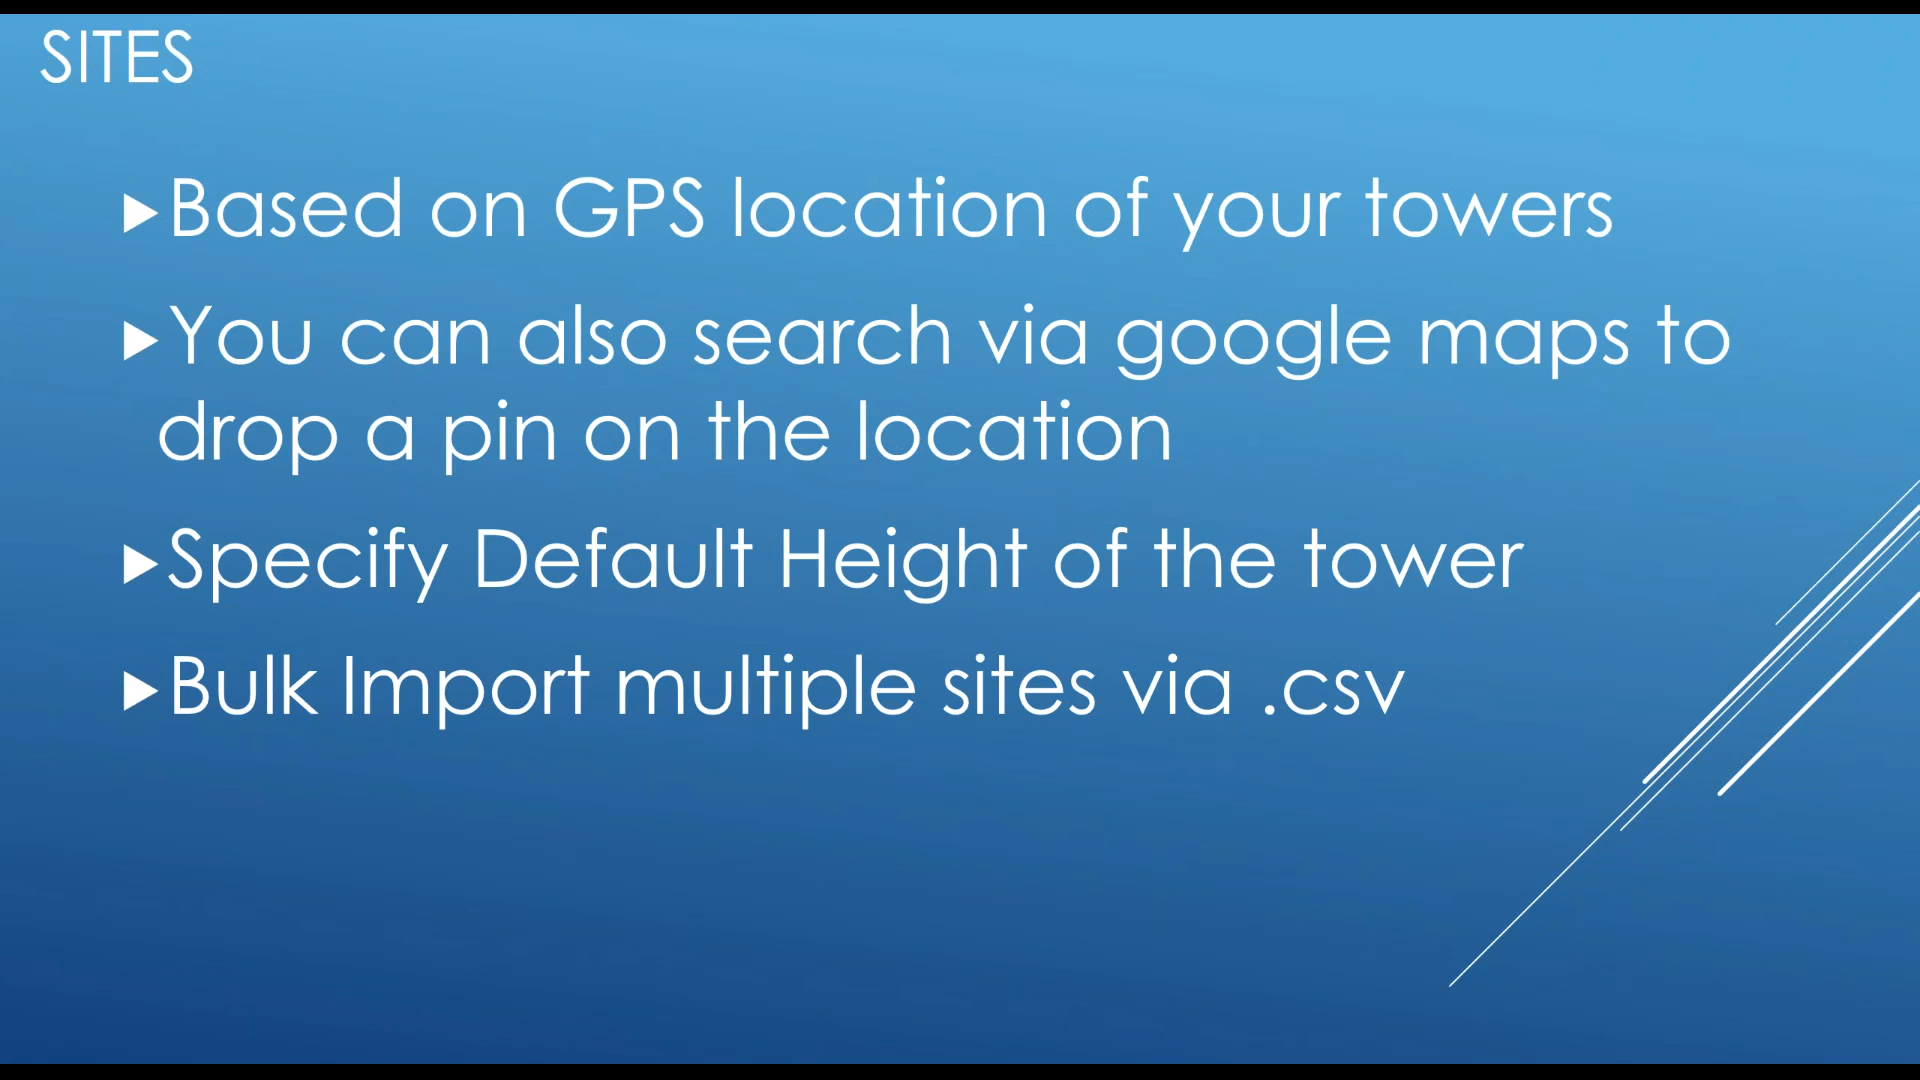 SITES
Based on GPS location of your towers
You can also search via google maps to
drop a pin on the location
Specify Default Height of the tower
Bulk Import multiple sites via .csv